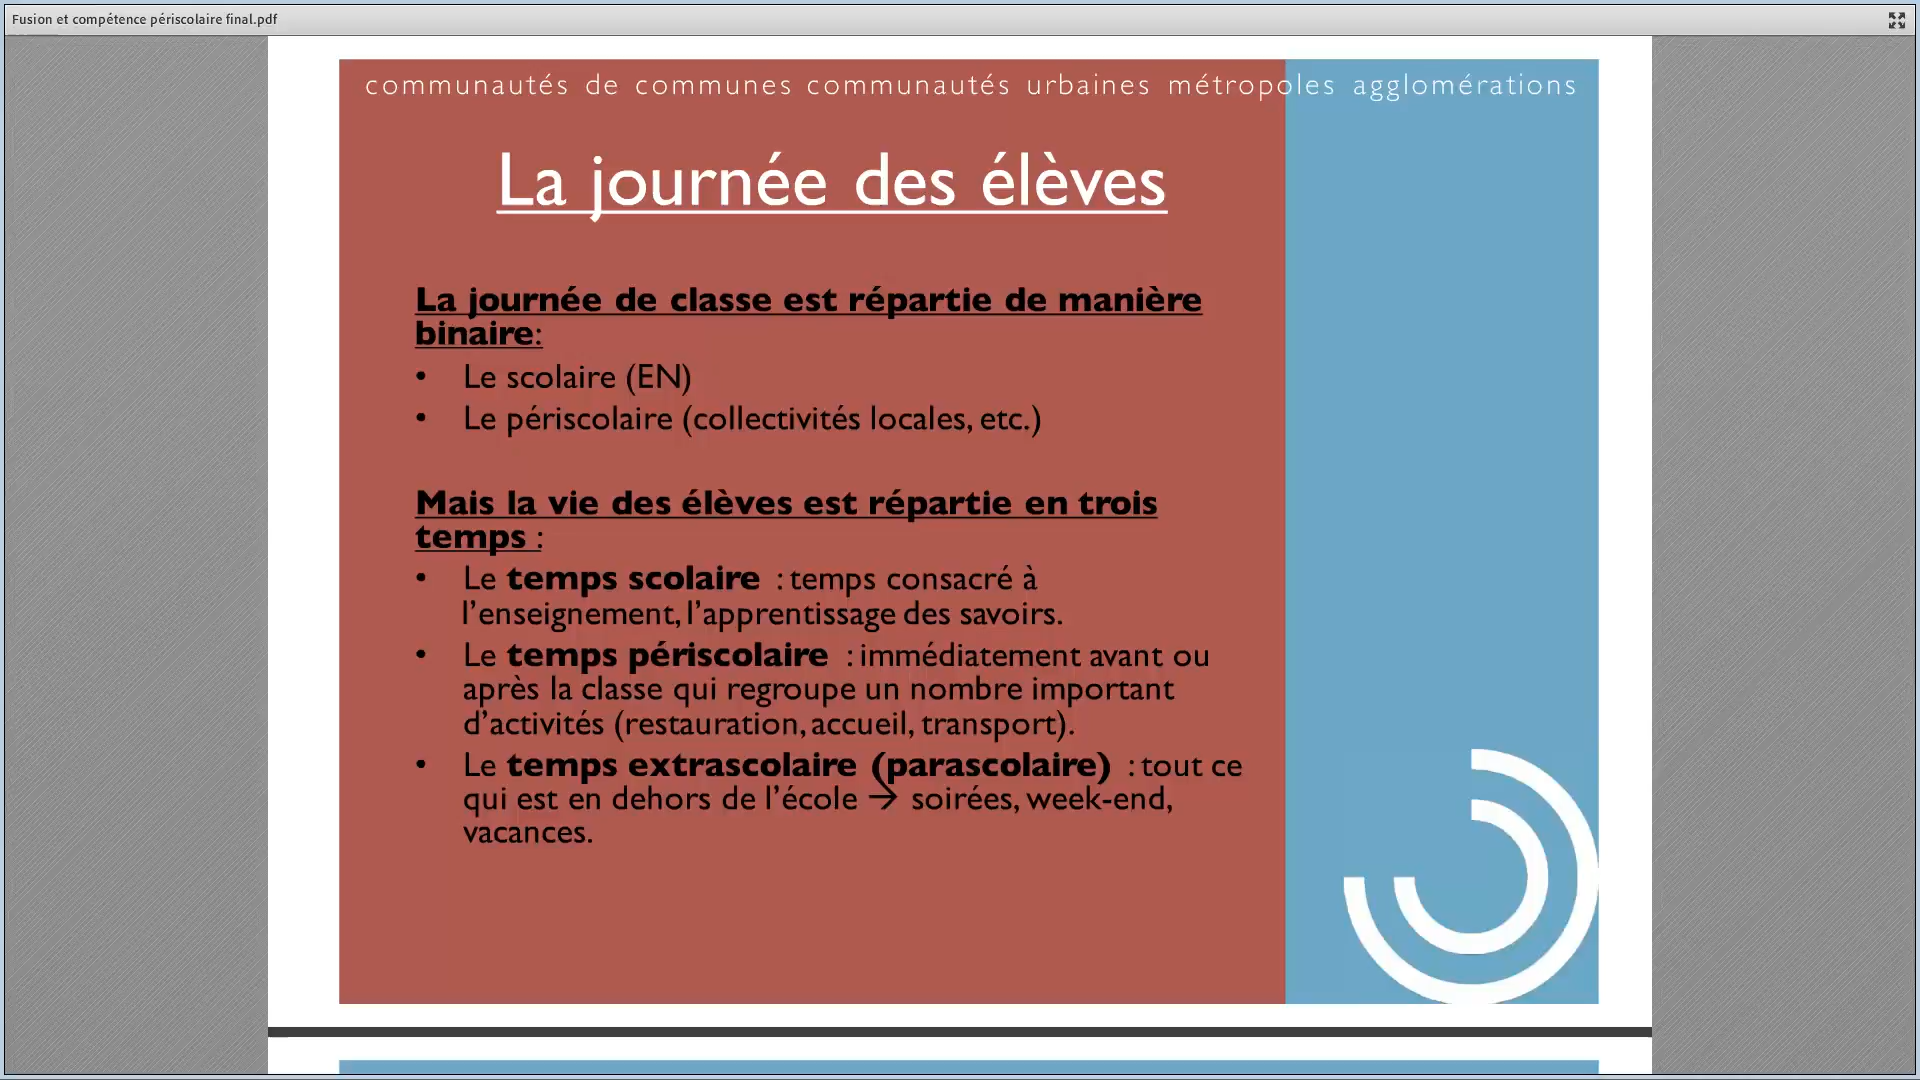 Fusion et compétence périscolaire final.pdf
communautés de communes communautés urbaines métropoles agglomérations
La journée des élèves
La journée de classe est répartie de manière
binaire:
• Le scolaire (EN)
• Le périscolaire (collectivités locales, etc.)
Mais la vie des élèves est répartie en trois
temps :
• Le temps scolaire : temps consacré à
l’enseignement, l’apprentissage des savoirs.
• Le temps périscolaire : immédiatement avant ou
après la classe qui regroupe un nombre important
d’activités (restauration, accueil, transport).
• Le temps extrascolaire (parascolaire) : tout ce
qui est en dehors de l’école → soirées, week-end,
vacances.